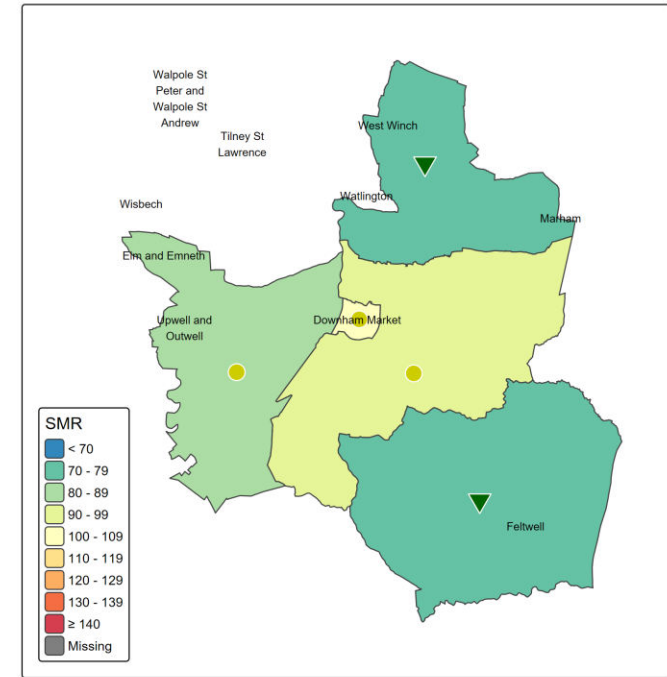 Walpole St
Peter and
Walpole St
Andrew
Tilney St
Lawrence
West Winch
Watlington
Wisbech
Marham
Elm and Emneth
Upwell and
Outwell
Downham Market
Feltwell
SMR
< 70
70 - 79
80 - 89
90 - 99
100 - 109
110 - 119
120 - 129
130 - 139
≥ 140
Missing